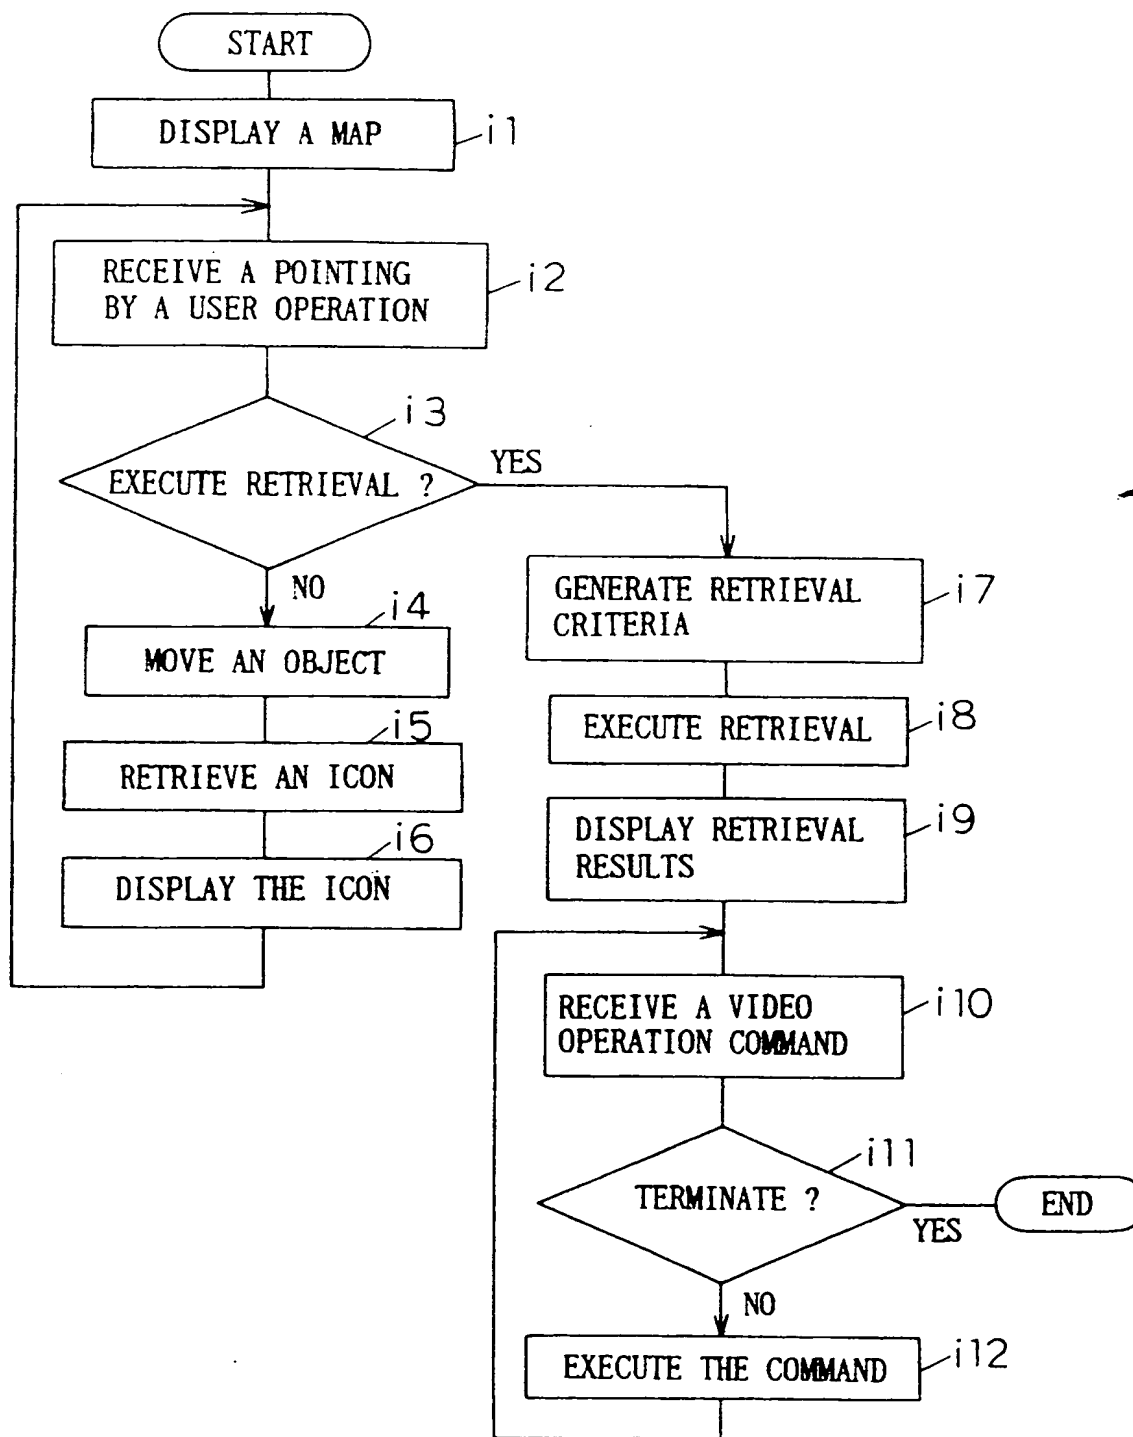 START
DISPLAY A MAP
i1
RECEIVE A POINTING
BY A USER OPERATION
i2
i3
EXECUTE RETRIEVAL ?
YES
NO
i4
MOVE AN OBJECT
i5
RETRIEVE AN ICON
i6
DISPLAY THE ICON
GENERATE RETRIEVAL
CRITERIA
i7
EXECUTE RETRIEVAL
i8
DISPLAY RETRIEVAL
RESULTS
i9
RECEIVE A VIDEO
OPERATION COMMAND
i10
i11
TERMINATE ?
YES
END
NO
EXECUTE THE COMMAND
i12